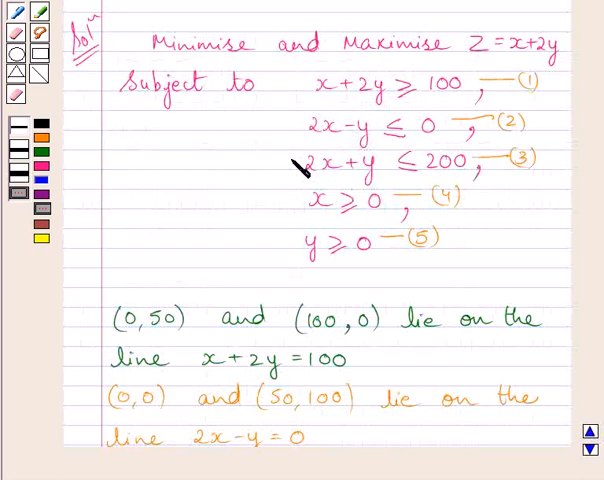 Solⁿ
Minimise and Maximise Z = x+2y
Subject to x + 2y ⩾ 100, —(1)
2x-y ≤ 0, —(2)
2x + y ≤ 200, —(3)
x ⩾ 0, —(4)
y ⩾ 0 —(5)
(0,50) and (100,0) lie on the
line x + 2y = 100
(0,0) and (50,100) lie on the
line 2x-y = 0